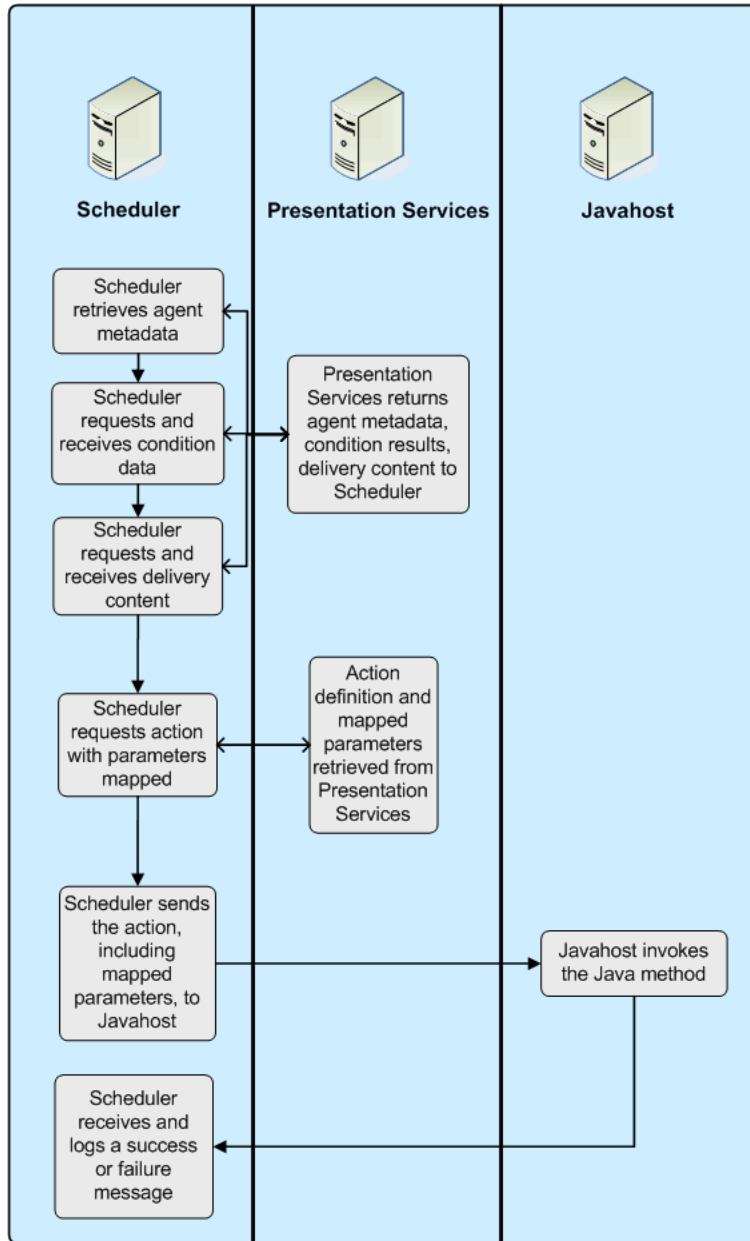 Scheduler
Presentation Services
Javahost
Scheduler
retrieves agent
metadata
Scheduler
requests and
receives condition
data
Presentation
Services returns
agent metadata,
condition results,
delivery content to
Scheduler
Scheduler
requests and
receives delivery
content
Scheduler
requests action
with parameters
mapped
Action
definition and
mapped
parameters
retrieved from
Presentation
Services
Scheduler sends
the action,
including
mapped
parameters, to
Javahost
Javahost invokes
the Java method
Scheduler
receives and
logs a success
or failure
message